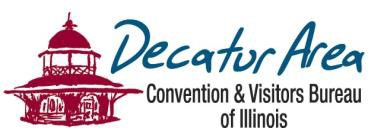 Decatur Area
Convention & Visitors Bureau
of Illinois